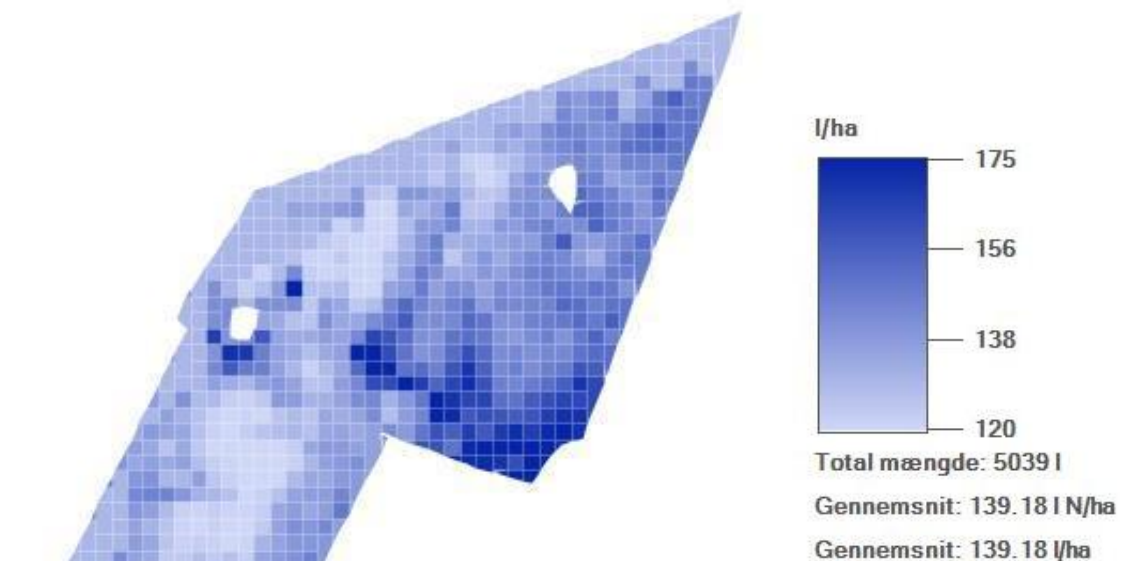 l/ha
175
156
138
120
Total mængde: 5039 l
Gennemsnit: 139.18 l N/ha
Gennemsnit: 139.18 l/ha